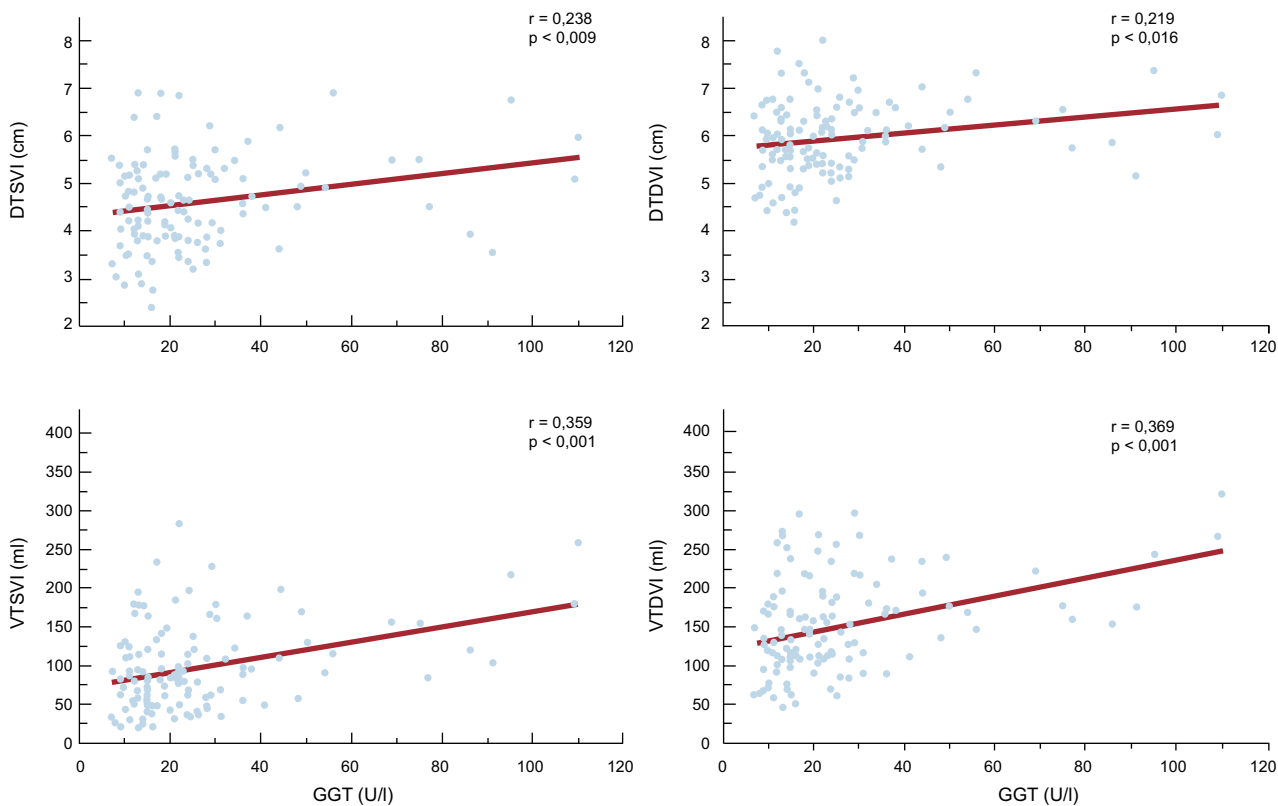 r = 0,238
p < 0,009
8
7
6
5
4
3
2
DTSVI (cm)
20 40 60 80 100 120
r = 0,219
p < 0,016
8
7
6
5
4
3
2
DTDVI (cm)
20 40 60 80 100 120
r = 0,359
p < 0,001
400
350
300
250
200
150
100
50
0
VTSVI (ml)
0 20 40 60 80 100 120
GGT (U/l)
r = 0,369
p < 0,001
400
350
300
250
200
150
100
50
0
VTDVI (ml)
0 20 40 60 80 100 120
GGT (U/l)